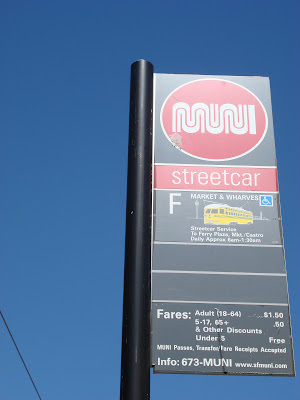 MUNI
streetcar
F MARKET & WHARVES
Streetcar Service
To Ferry Plaza, Mkt./Castro
Daily Approx 6am-1:30am
Fares: Adult (18-64) ..... $1.50
5-17, 65+ .50
& Other Discounts
Under 5 Free
MUNI Passes, Transfer/Fare Receipts Accepted
Info: 673-MUNI www.sfmuni.com